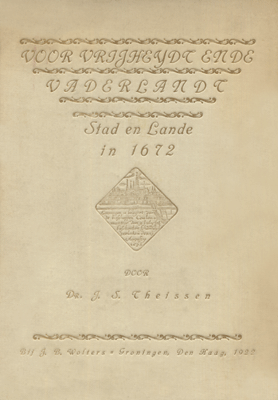 VOOR VRIJHEYDT ENDE
VADERLANDT
Stad en Lande
in 1672
DOOR
Dr. J. S. Theissen
Bij J. B. Wolters • Groningen, Den Haag, 1922